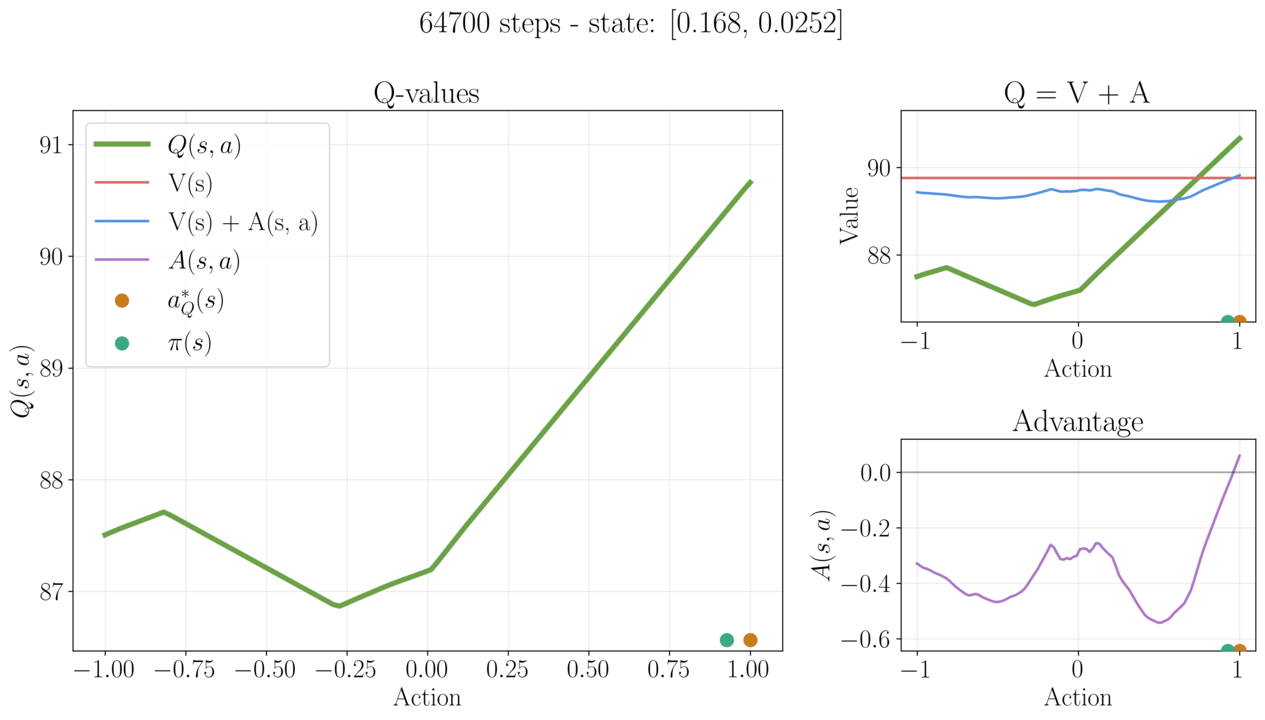 64700 steps - state: [0.168, 0.0252]
Q-values
Q(s, a)
91
90
89
88
87
−1.00 −0.75 −0.50 −0.25 0.00 0.25 0.50 0.75 1.00
Action
Q(s, a)
V(s)
V(s) + A(s, a)
A(s, a)
a*_Q(s)
π(s)
Q = V + A
Value
90
88
−1 0 1
Action
Advantage
A(s, a)
0.0
−0.2
−0.4
−0.6
−1 0 1
Action